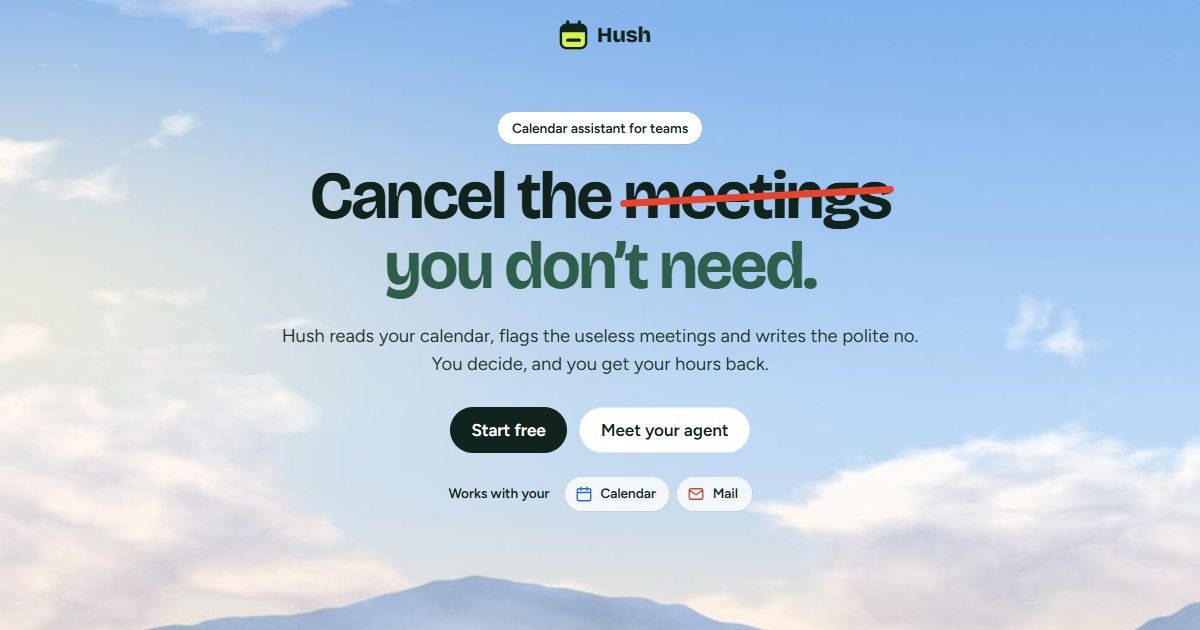 Hush
Calendar assistant for teams
Cancel the meetings
you don’t need.
Hush reads your calendar, flags the useless meetings and writes the polite no.
You decide, and you get your hours back.
Start free
Meet your agent
Works with your
Calendar
Mail